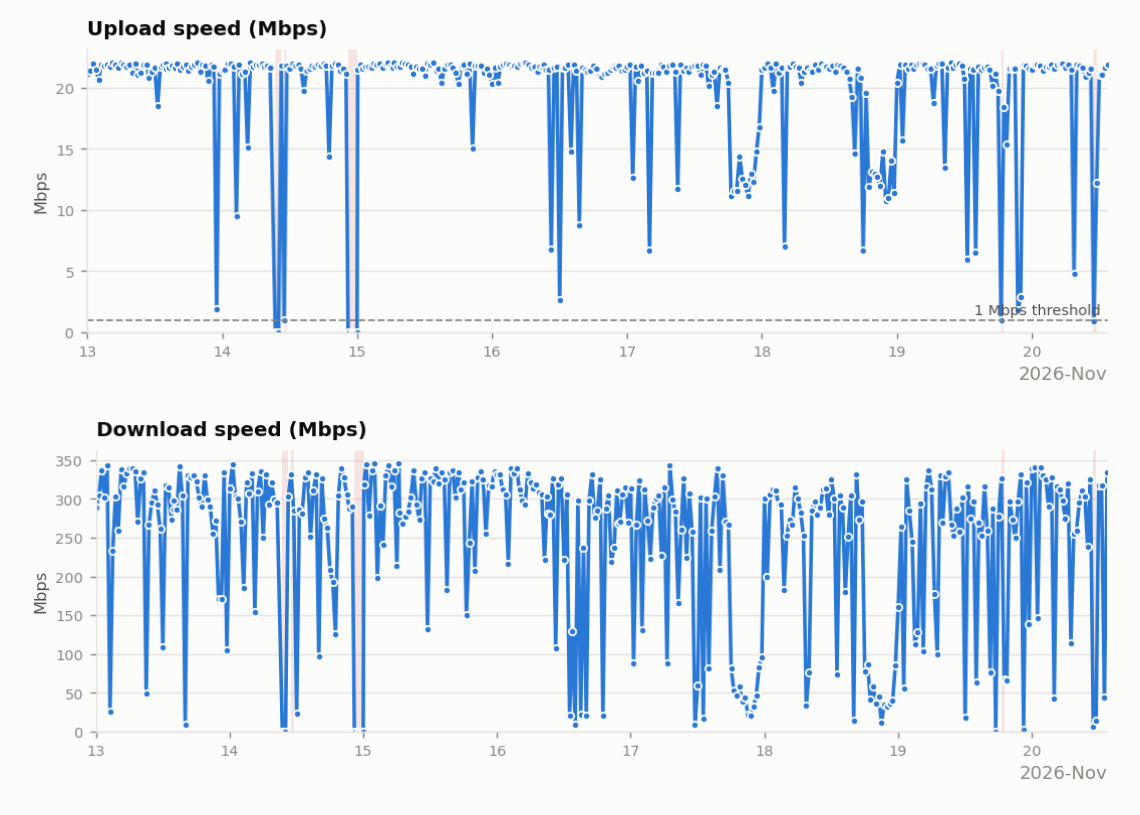 Upload speed (Mbps)
20
15
10
5
0
Mbps
1 Mbps threshold
13 14 15 16 17 18 19 20
2026-Nov
Download speed (Mbps)
350
300
250
200
150
100
50
0
Mbps
13 14 15 16 17 18 19 20
2026-Nov